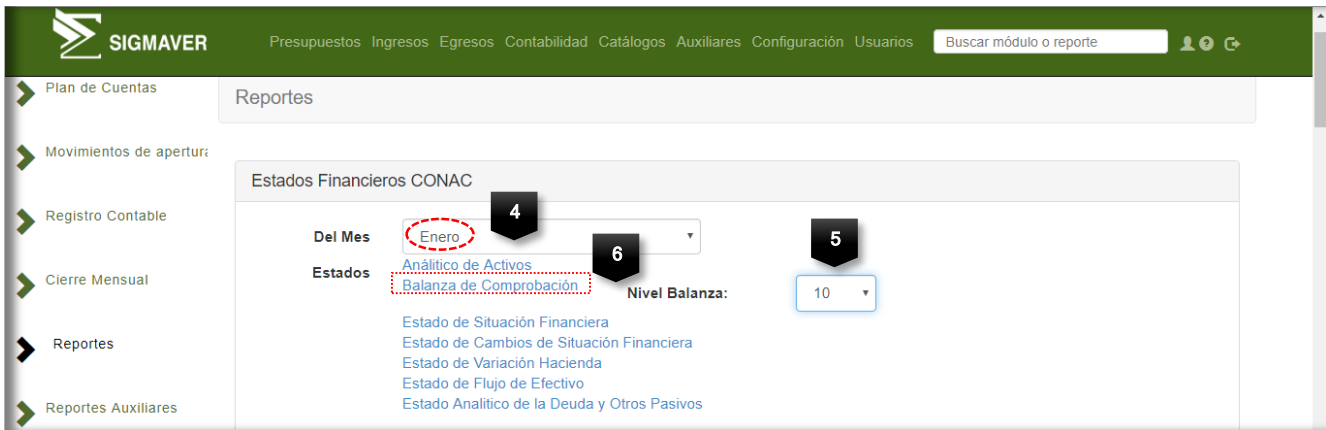 SIGMAVER
Presupuestos Ingresos Egresos Contabilidad Catálogos Auxiliares Configuración Usuarios Buscar módulo o reporte
Plan de Cuentas
Movimientos de apertura
Registro Contable
Cierre Mensual
Reportes
Reportes Auxiliares
Reportes
Estados Financieros CONAC
Del Mes Enero 4
Estados Análitico de Activos
Balanza de Comprobación 6 Nivel Balanza: 10 5
Estado de Situación Financiera
Estado de Cambios de Situación Financiera
Estado de Variación Hacienda
Estado de Flujo de Efectivo
Estado Analitico de la Deuda y Otros Pasivos